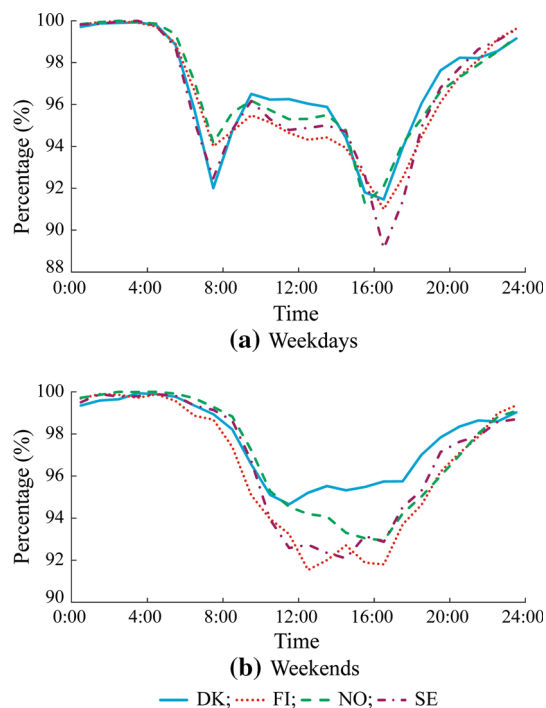 100
98
96
94
92
90
88
Percentage (%)
0:00 4:00 8:00 12:00 16:00 20:00 24:00
Time
(a) Weekdays
100
98
96
94
92
90
Percentage (%)
0:00 4:00 8:00 12:00 16:00 20:00 24:00
Time
(b) Weekends
DK; FI; NO; SE